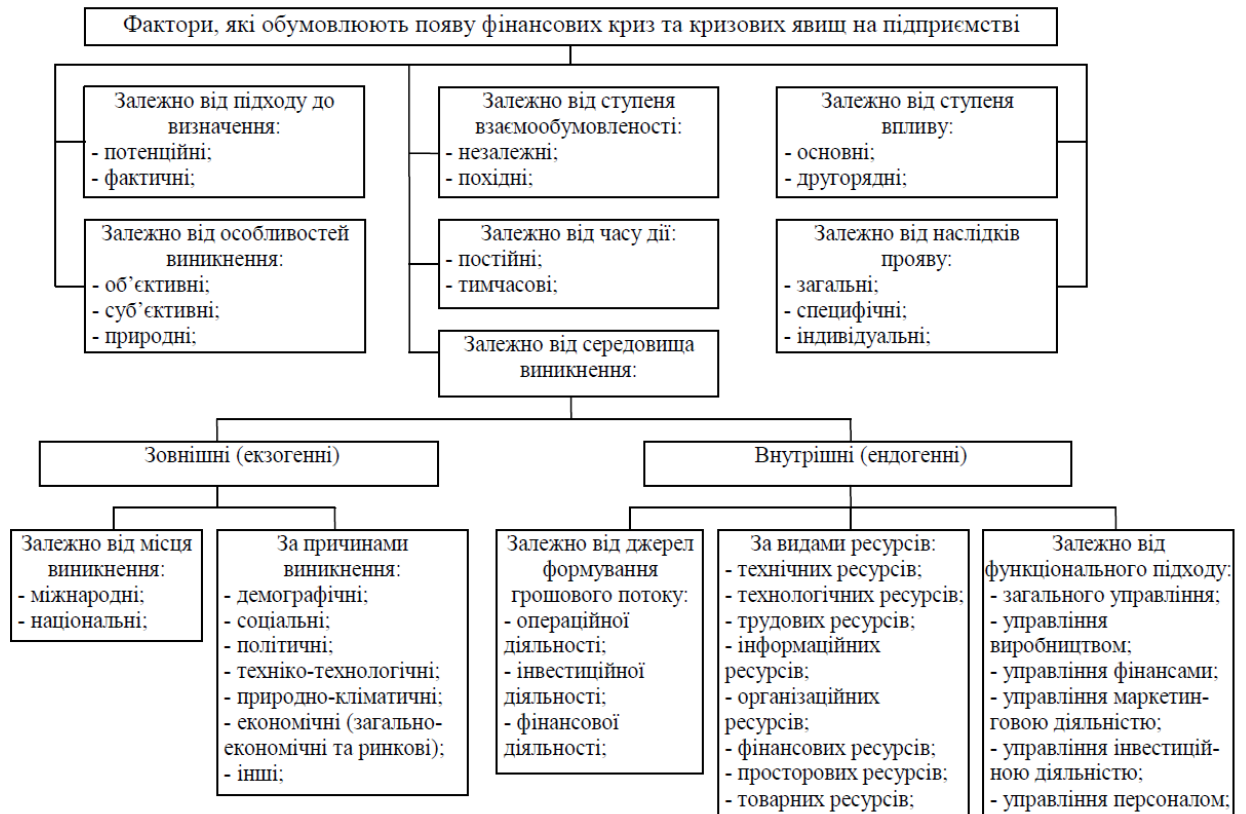 Фактори, які обумовлюють появу фінансових криз та кризових явищ на підприємстві
Залежно від підходу до
визначення:
- потенційні;
- фактичні;
Залежно від ступеня
взаємообумовленості:
- незалежні;
- похідні;
Залежно від ступеня
впливу:
- основні;
- другорядні;
Залежно від особливостей
виникнення:
- об’єктивні;
- суб’єктивні;
- природні;
Залежно від часу дії:
- постійні;
- тимчасові;
Залежно від наслідків
прояву:
- загальні;
- специфічні;
- індивідуальні;
Залежно від середовища
виникнення:
Зовнішні (екзогенні)
Внутрішні (ендогенні)
Залежно від місця
виникнення:
- міжнародні;
- національні;
За причинами
виникнення:
- демографічні;
- соціальні;
- політичні;
- техніко-технологічні;
- природно-кліматичні;
- економічні (загально-
економічні та ринкові);
- інші;
Залежно від джерел
формування
грошового потоку:
- операційної
діяльності;
- інвестиційної
діяльності;
- фінансової
діяльності;
За видами ресурсів:
- технічних ресурсів;
- технологічних ресурсів;
- трудових ресурсів;
- інформаційних
ресурсів;
- організаційних
ресурсів;
- фінансових ресурсів;
- просторових ресурсів;
- товарних ресурсів;
Залежно від
функціонального підходу:
- загального управління;
- управління
виробництвом;
- управління фінансами;
- управління маркетин-
говою діяльністю;
- управління інвестицій-
ною діяльністю;
- управління персоналом;